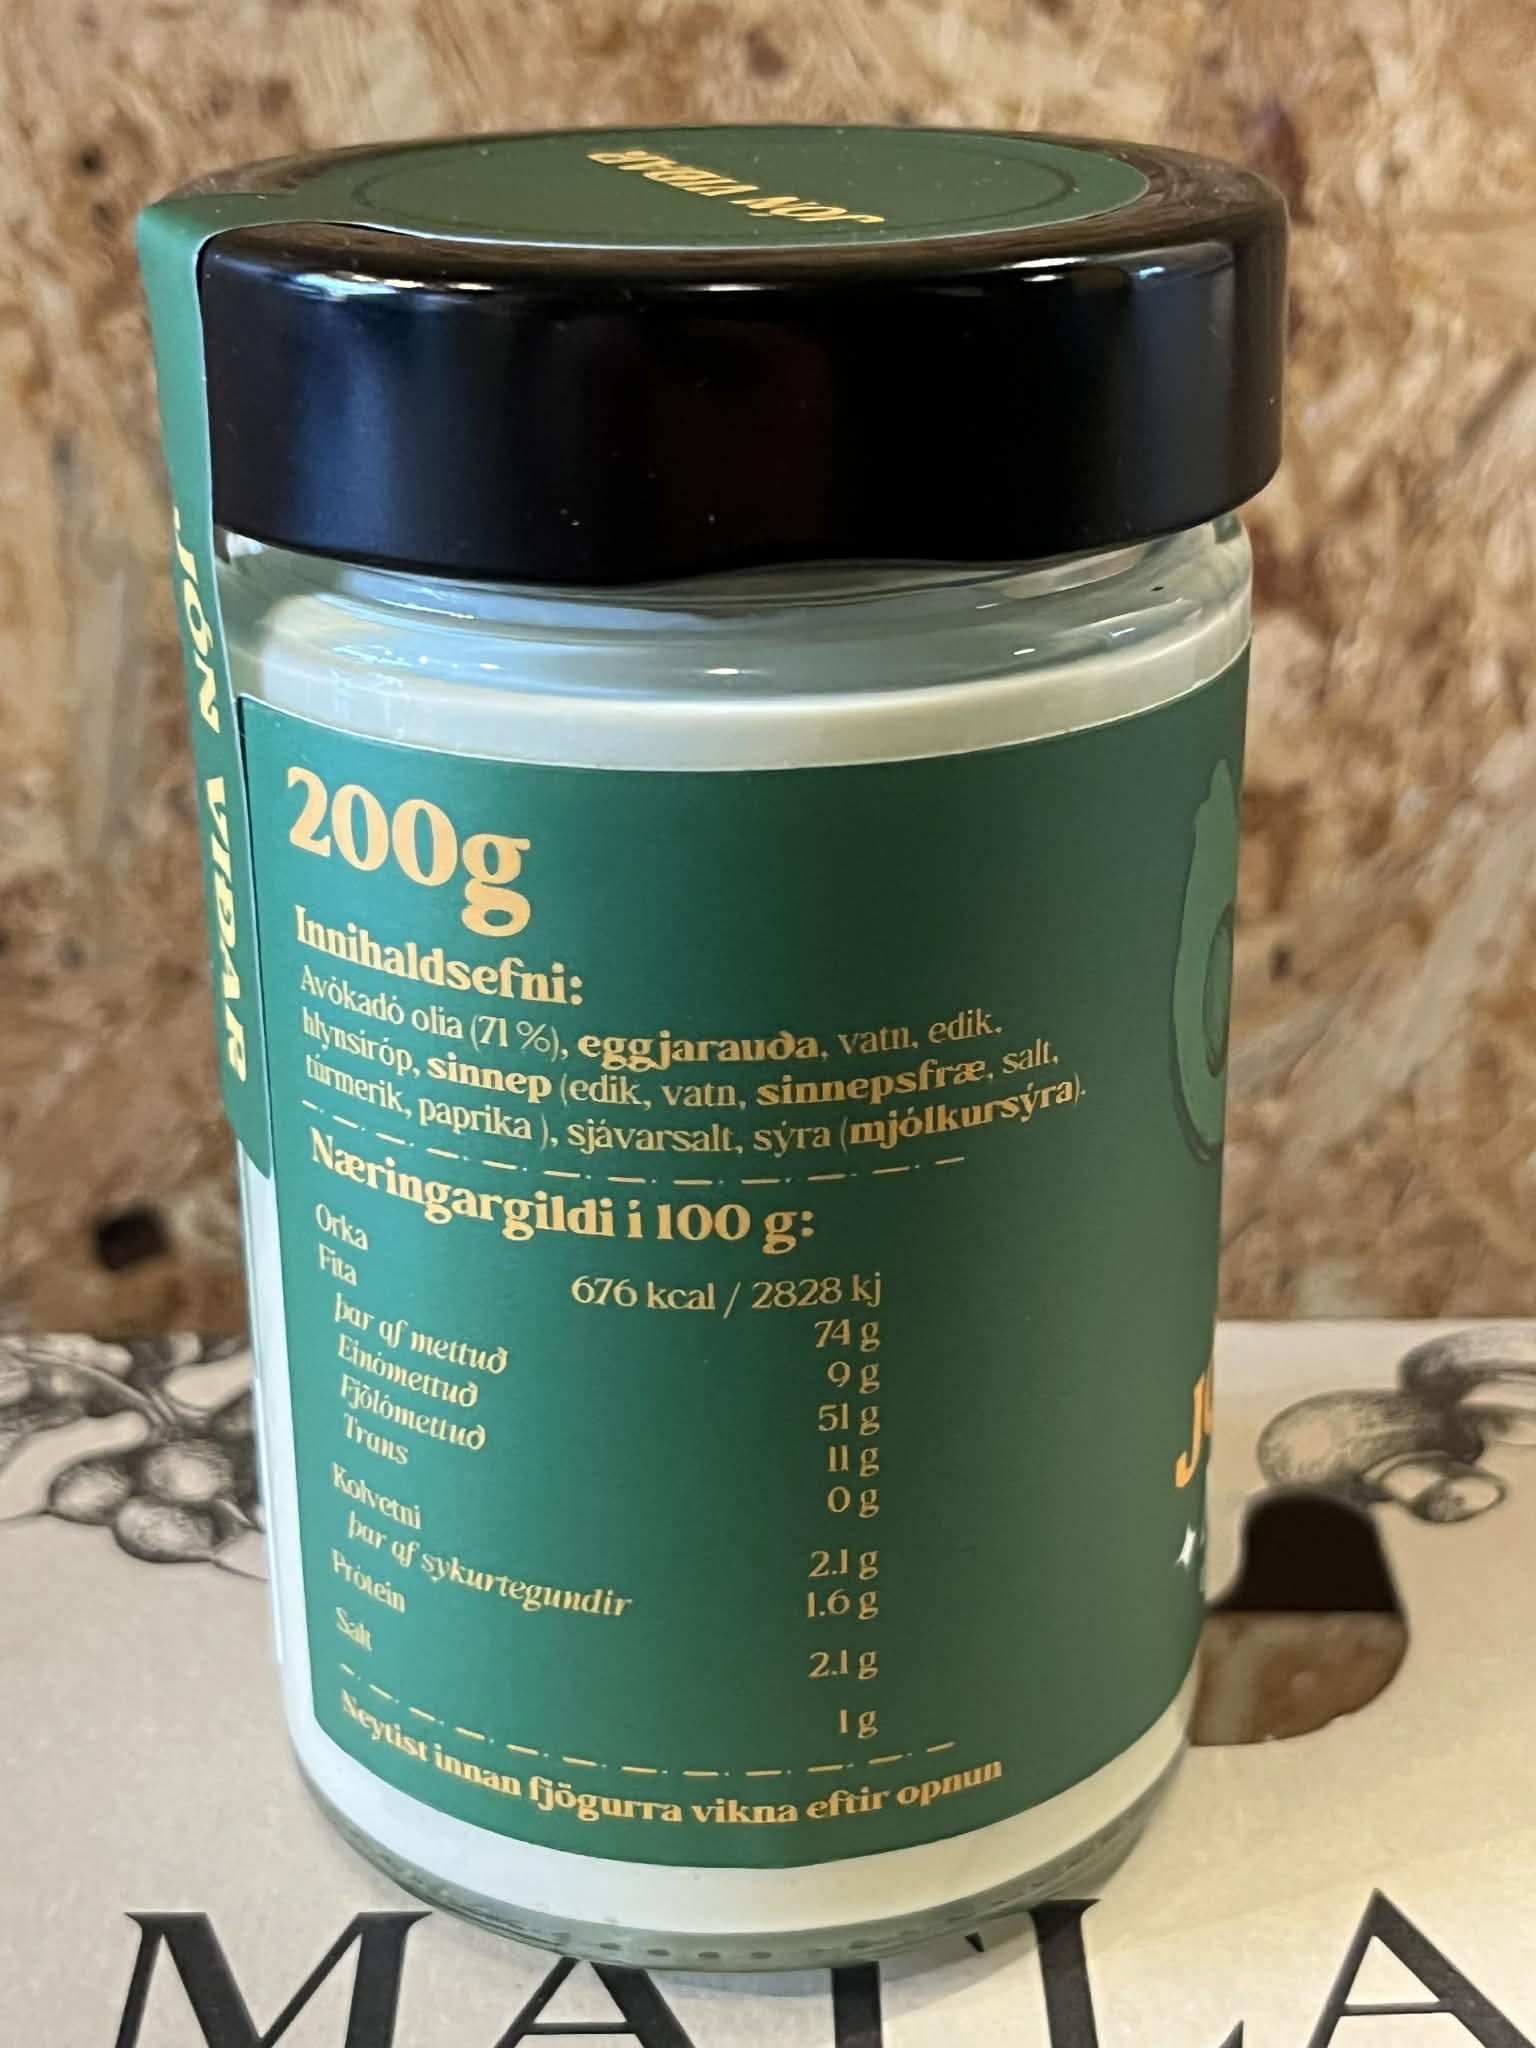 JÓN VIÐAR
JÓN VIÐAR
200g
Innihaldsefni:
Avókadó olía (71 %), eggjarauða, vatn, edik,
hlynsíróp, sinnep (edik, vatn, sinnepsfræ, salt,
túrmerik, paprika ), sjávarsalt, sýra (mjólkursýra).
Næringargildi í 100 g:
Orka 676 kcal / 2828 kj
Fita 74 g
þar af mettuð 9 g
Einómettuð 51 g
Fjölómettuð 11 g
Trans 0 g
Kolvetni 2.1 g
þar af sykurtegundir 1.6 g
Prótein 2.1 g
Salt 1 g
Neytist innan fjögurra vikna eftir opnun